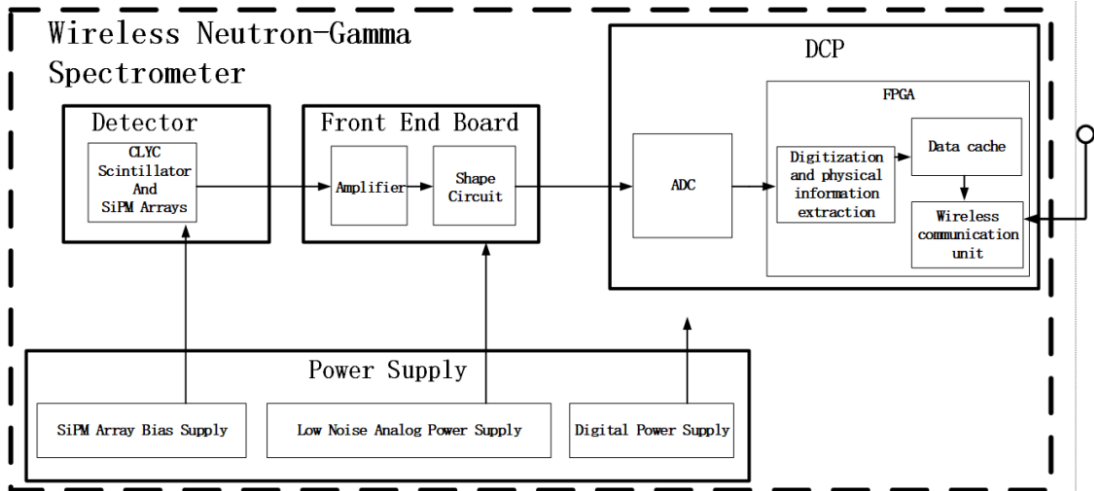 Wireless Neutron-Gamma
Spectrometer
DCP
FPGA
Detector
Front End Board
CLYC
Scintillator
And
SiPM Arrays
Amplifier
Shape
Circuit
ADC
Digitization
and physical
information
extraction
Data cache
Wireless
communication
unit
Power Supply
SiPM Array Bias Supply
Low Noise Analog Power Supply
Digital Power Supply